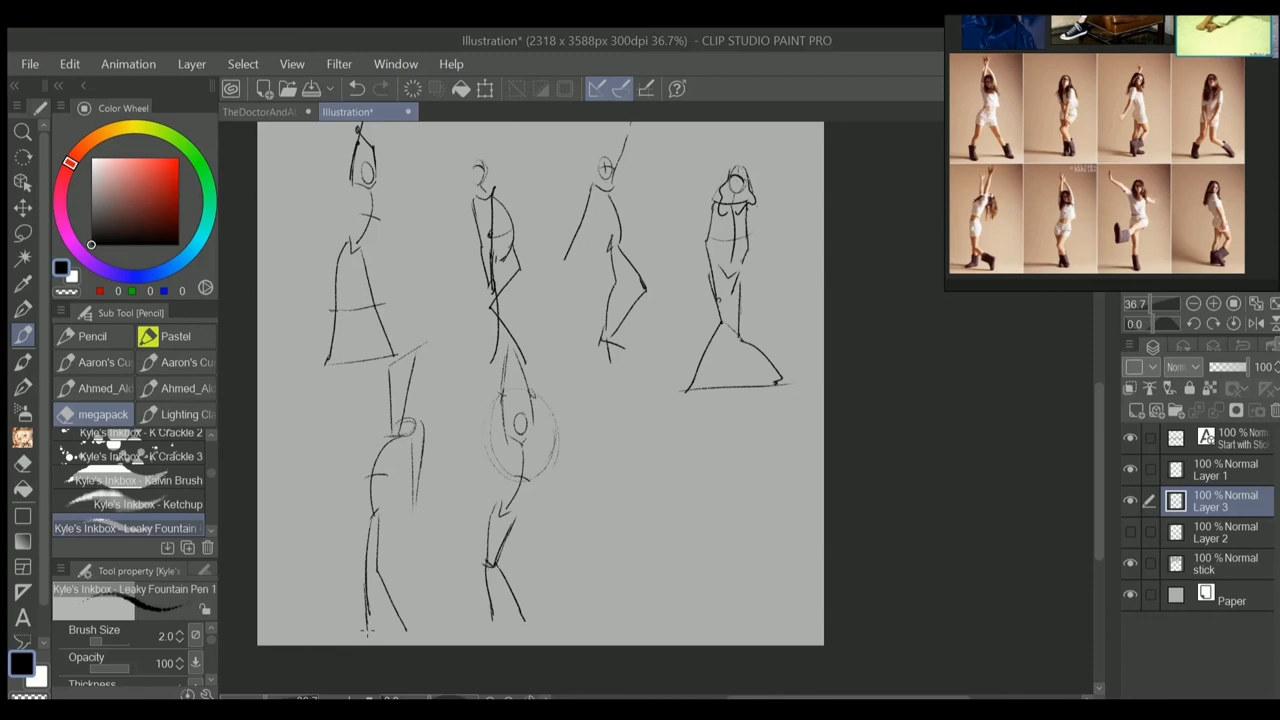 Illustration* (2318 x 3588px 300dpi 36.7%) - CLIP STUDIO PAINT PRO
File Edit Animation Layer Select View Filter Window Help
Color Wheel
TheDoctorAndAl Illustration*
0 0 0
Sub Tool [Pencil]
Pencil Pastel
Aaron's Cu Aaron's Cu
Ahmed_Ald Ahmed_Ald
megapack Lighting Cla
Kyle's Inkbox - K Crackle 2
Kyle's Inkbox - K Crackle 3
Kyle's Inkbox - Kalvin Brush
Kyle's Inkbox - Ketchup
Kyle's Inkbox - Leaky Fountain
Tool property [Kyle's
Kyle's Inkbox - Leaky Fountain Pen 1
Brush Size 2.0
Opacity 100
Thickness
A
36.7
0.0
Norm 100
100 % Norm
Start with Stick
100 % Normal
Layer 1
100 % Normal
Layer 3
100 % Normal
Layer 2
100 % Normal
stick
Paper